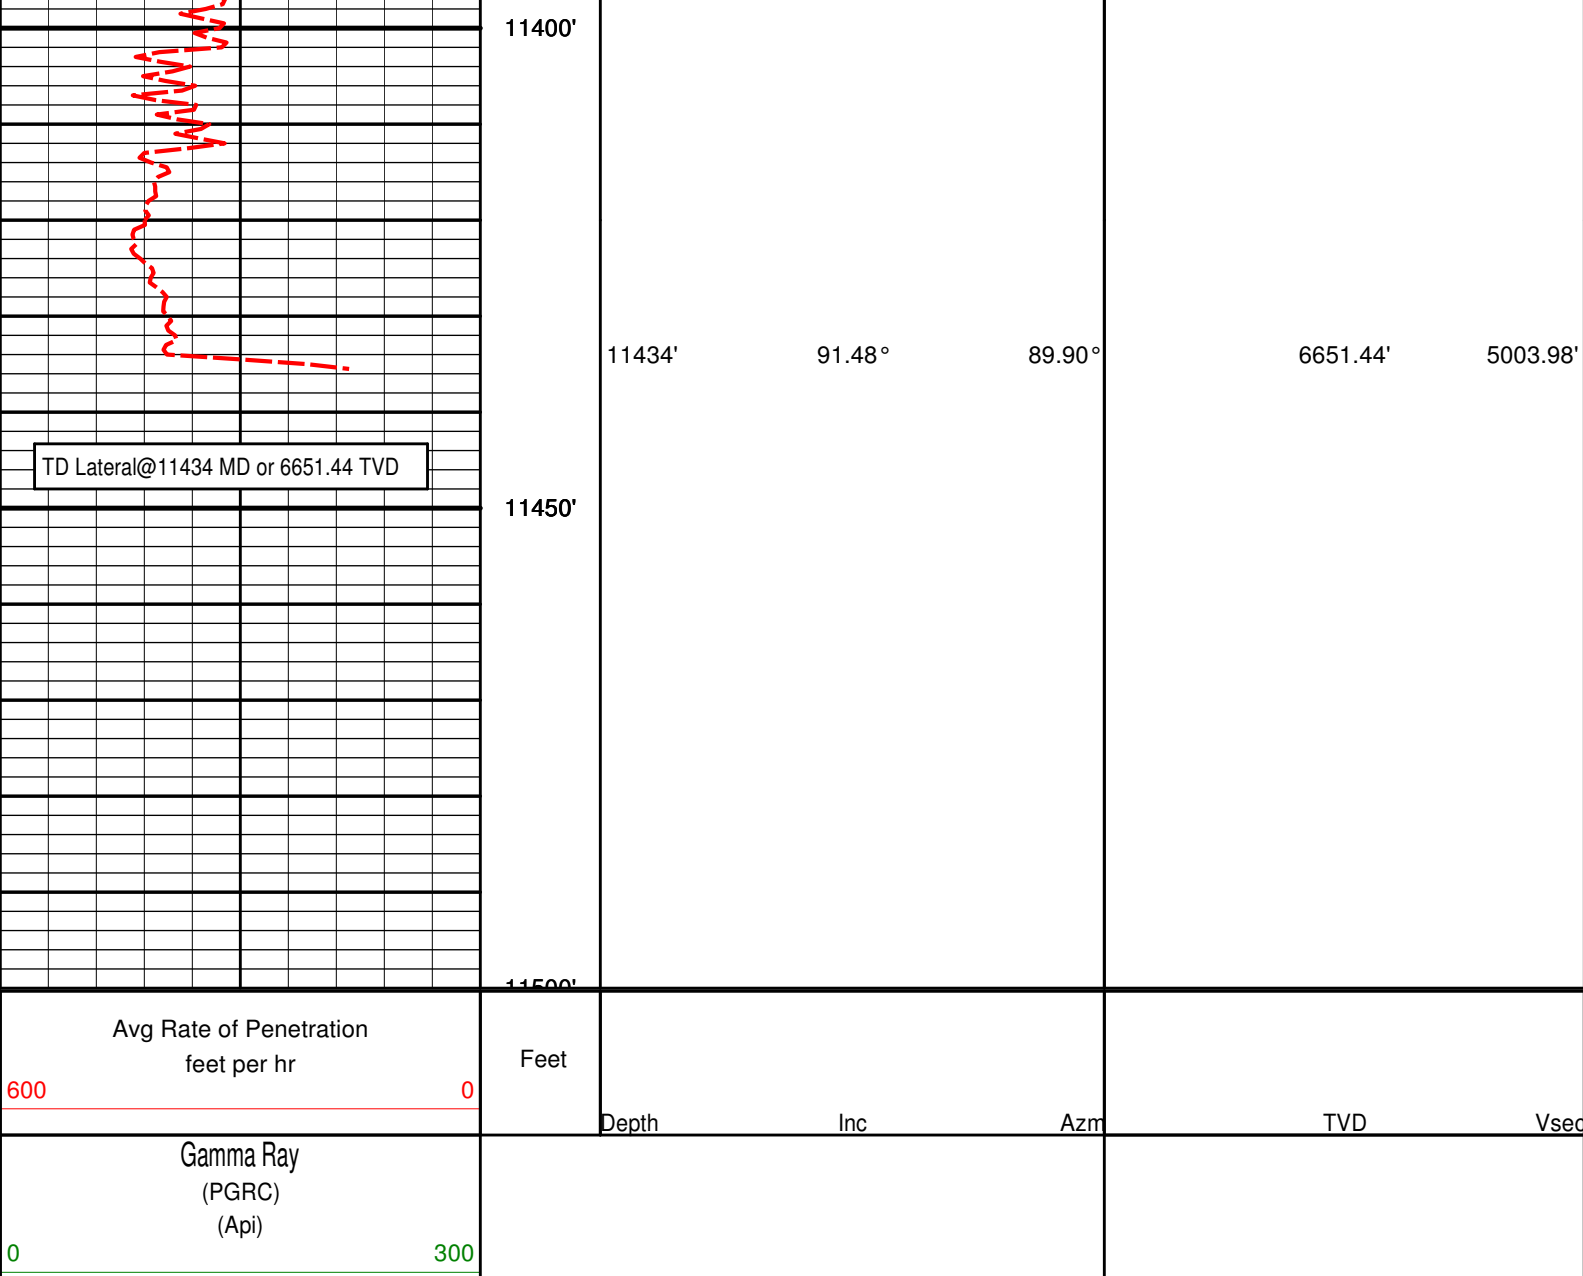 11400'
11434' 91.48° 89.90° 6651.44' 5003.98'
TD Lateral@11434 MD or 6651.44 TVD
11450'
11500'
Avg Rate of Penetration
feet per hr
600 0
Feet
Depth Inc Azm TVD Vsec
Gamma Ray
(PGRC)
(Api)
0 300